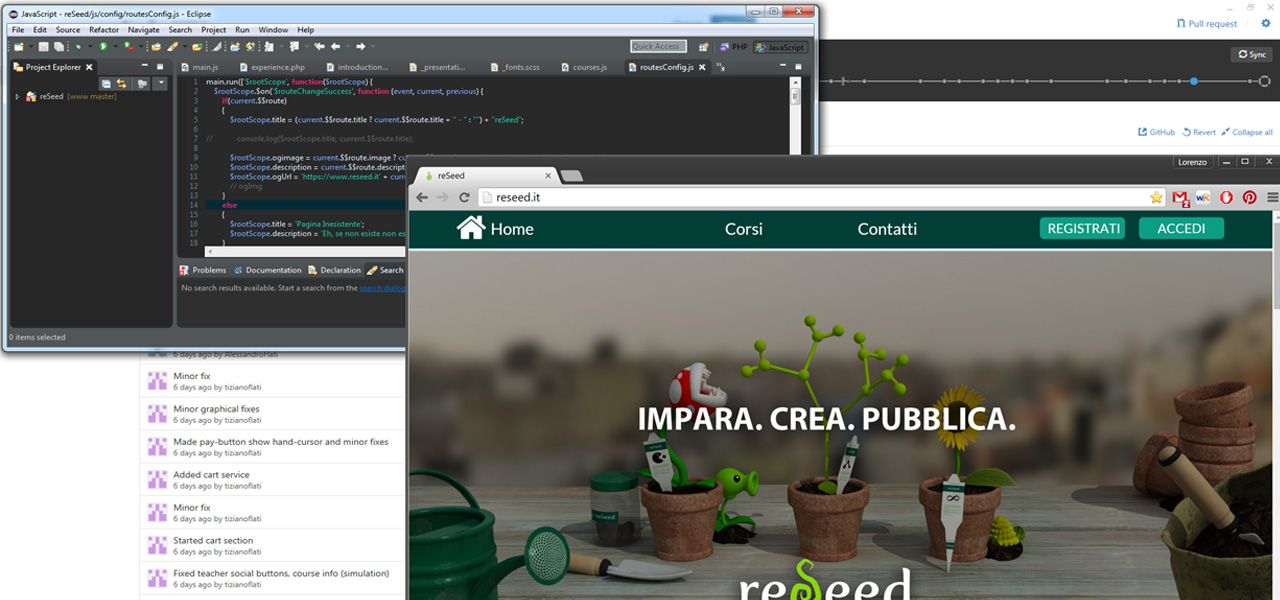 JavaScript - reSeed/js/config/routesConfig.js - Eclipse
File Edit Source Refactor Navigate Search Project Run Window Help
Quick Access PHP JavaScript
Project Explorer
reSeed [www master]
main.js experience.php introduction... _presentati... _fonts.scss courses.js routesConfig.js
1 main.run(['$rootScope', function($rootScope) {
2 $rootScope.$on('$routeChangeSuccess', function (event, current, previous) {
3 if(current.$$route)
4 {
5 $rootScope.title = (current.$$route.title ? current.$$route.title + " - " : "") + "reSeed";
6
7 // console.log($rootScope.title, current.$$route.title);
8
9 $rootScope.ogimage = current.$$route.image ? cu
10 $rootScope.description = current.$$route.descript
11 $rootScope.ogUrl = 'https://www.reseed.it' + curre
12 // ogImg
13 }
14 else
15 {
16 $rootScope.title = 'Pagina Inesistente';
17 $rootScope.description = 'Eh, se non esiste non es
18 }
Problems Documentation Declaration Search
No search results available. Start a search from the search dialog
0 items selected
Pull request
Sync
GitHub Revert Collapse all
6 days ago by AlessandroFlati
Minor fix
6 days ago by tizianoflati
Minor graphical fixes
6 days ago by tizianoflati
Made pay-button show hand-cursor and minor fixes
6 days ago by tizianoflati
Added cart service
6 days ago by tizianoflati
Minor fix
6 days ago by tizianoflati
Started cart section
6 days ago by tizianoflati
Fixed teacher social buttons, course info (simulation)
6 days ago by tizianoflati
Lorenzo
reSeed
reseed.it
Home Corsi Contatti REGISTRATI ACCEDI
IMPARA. CREA. PUBBLICA.
reSeed
reSeed